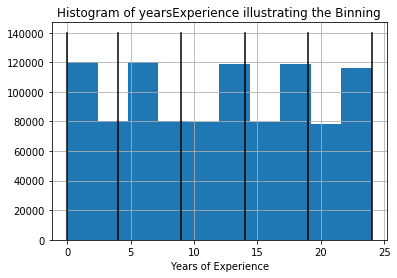 Histogram of yearsExperience illustrating the Binning
140000
120000
100000
80000
60000
40000
20000
0
0 5 10 15 20 25
Years of Experience